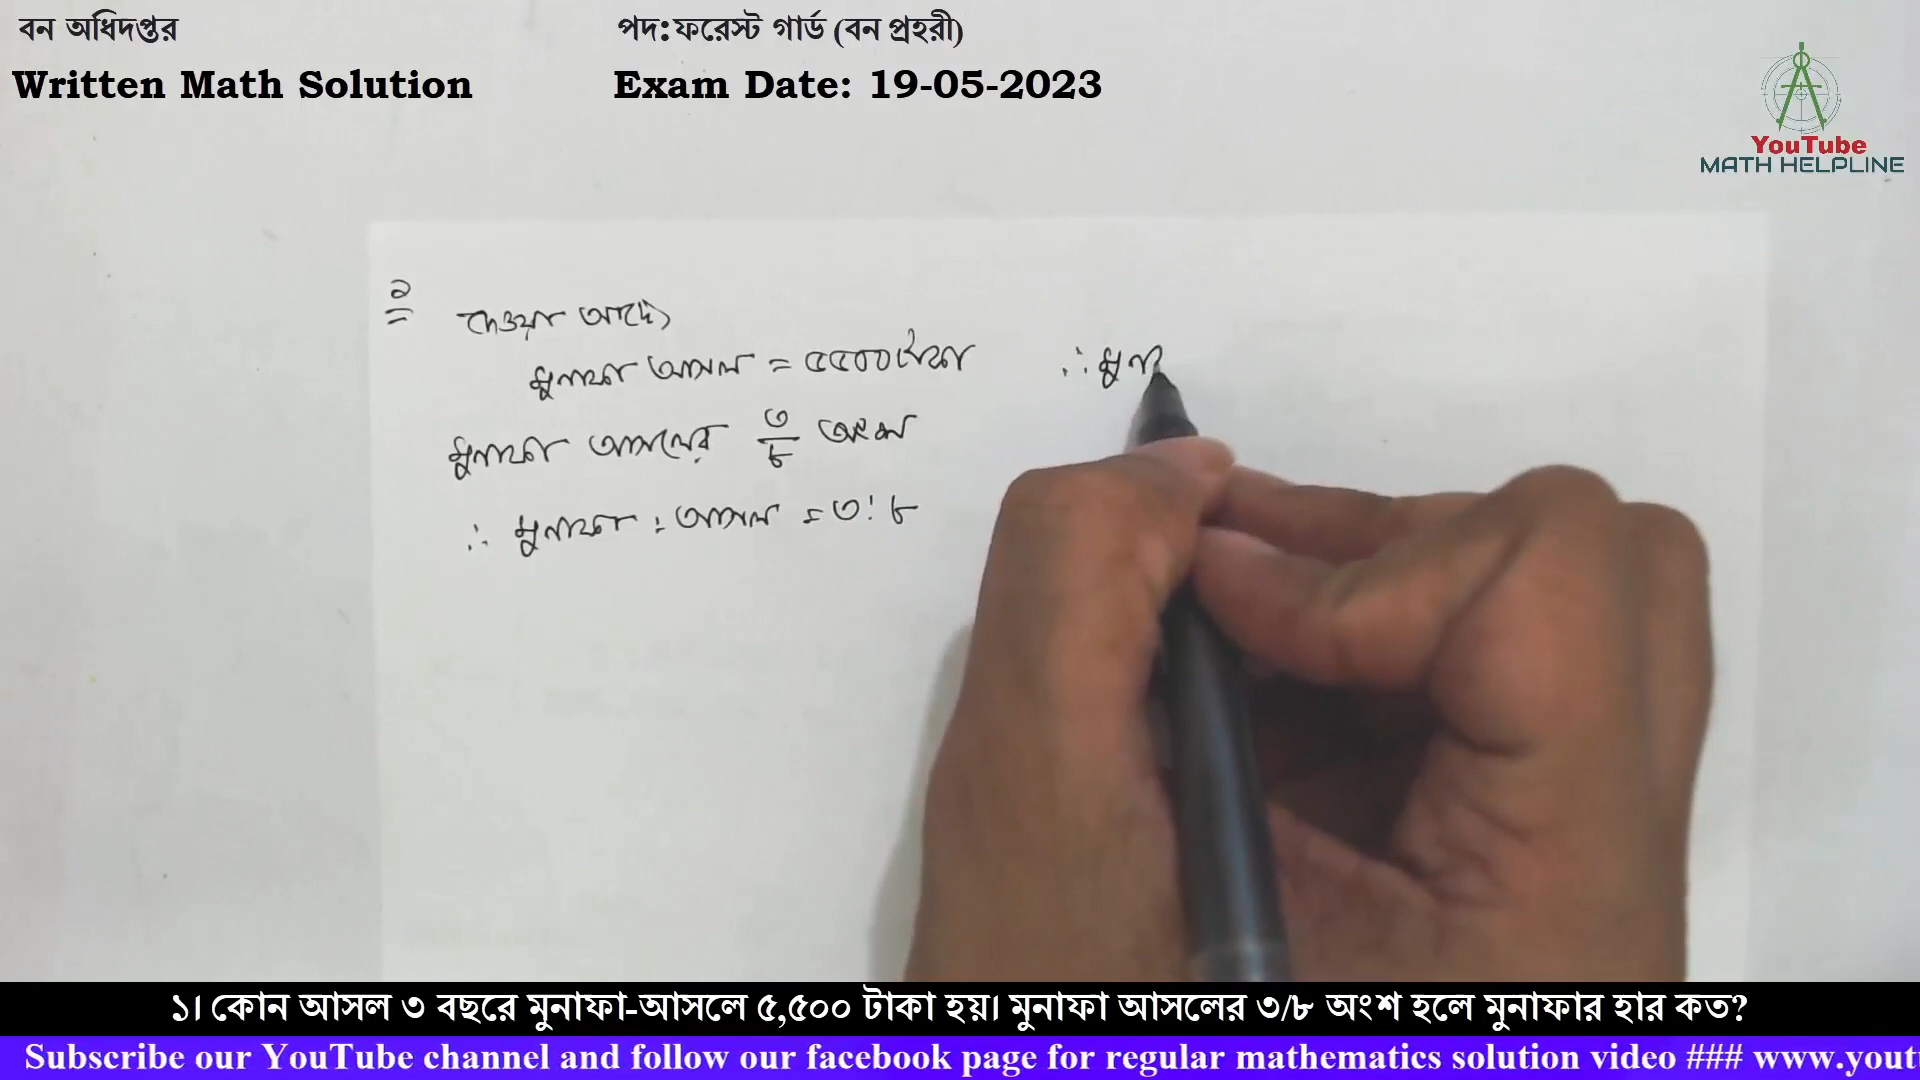 বন অধিদপ্তর
পদ:ফরেস্ট গার্ড (বন প্রহরী)
Written Math Solution
Exam Date: 19-05-2023
YouTube
MATH HELPLINE
১
দেওয়া আছে,
মুনাফা আসল = ৫৫০০ টাকা
মুনাফা আসলের ৩/৮ অংশ
∴ মুনাফা : আসল = ৩:৮
∴ মুনা
১। কোন আসল ৩ বছরে মুনাফা-আসলে ৫,৫০০ টাকা হয়। মুনাফা আসলের ৩/৮ অংশ হলে মুনাফার হার কত?
Subscribe our YouTube channel and follow our facebook page for regular mathematics solution video ### www.yout